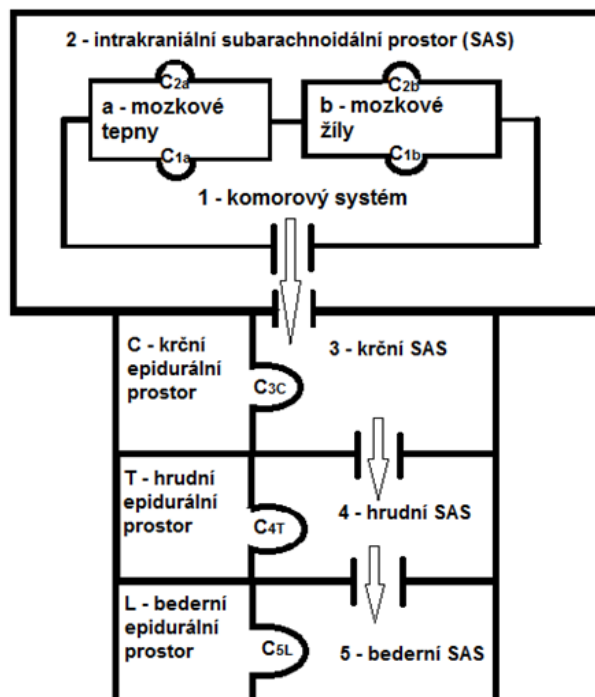 2 - intrakraniální subarachnoidální prostor (SAS)
C2a
a - mozkové
tepny
C1a
C2b
b - mozkové
žíly
C1b
1 - komorový systém
C - krční
epidurální
prostor
C3C
3 - krční SAS
T - hrudní
epidurální
prostor
C4T
4 - hrudní SAS
L - bederní
epidurální
prostor
C5L
5 - bederní SAS